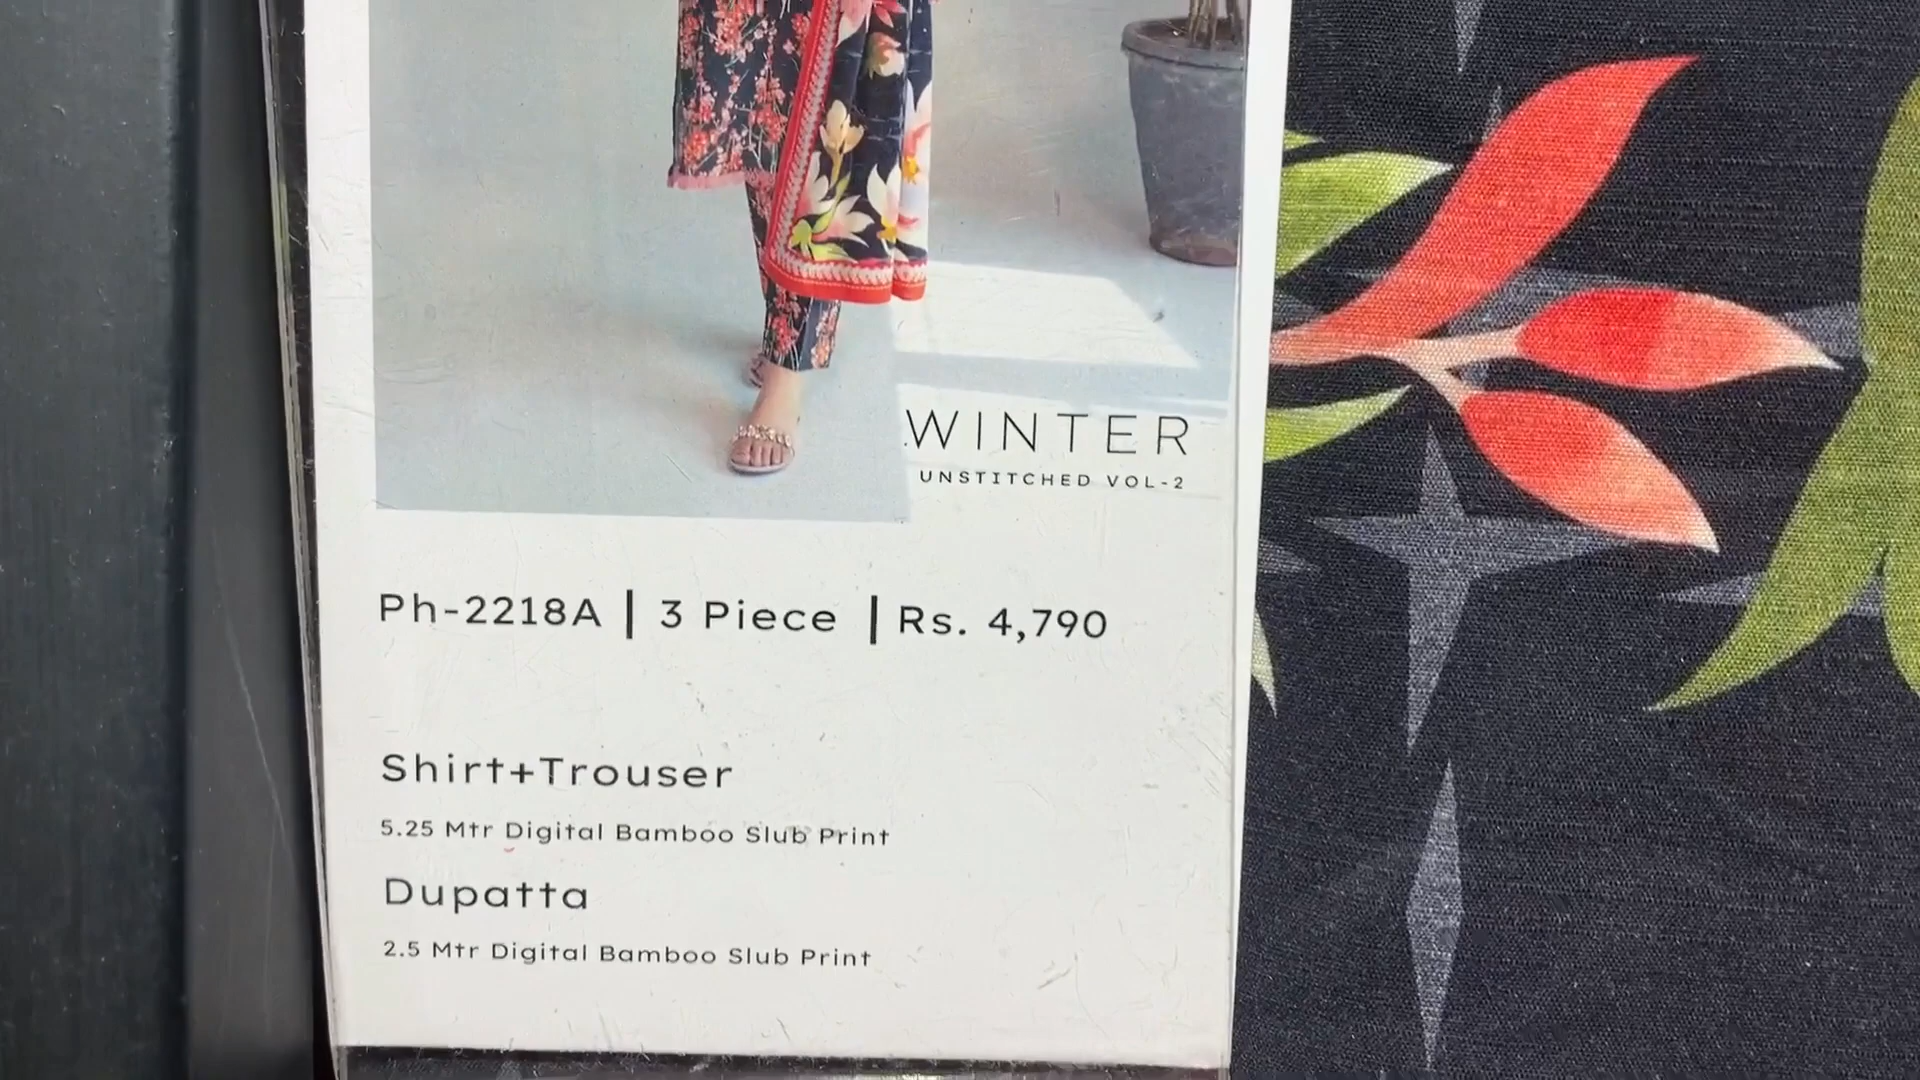 WINTER
UNSTITCHED VOL-2
Ph-2218A | 3 Piece | Rs. 4,790
Shirt+Trouser
5.25 Mtr Digital Bamboo Slub Print
Dupatta
2.5 Mtr Digital Bamboo Slub Print